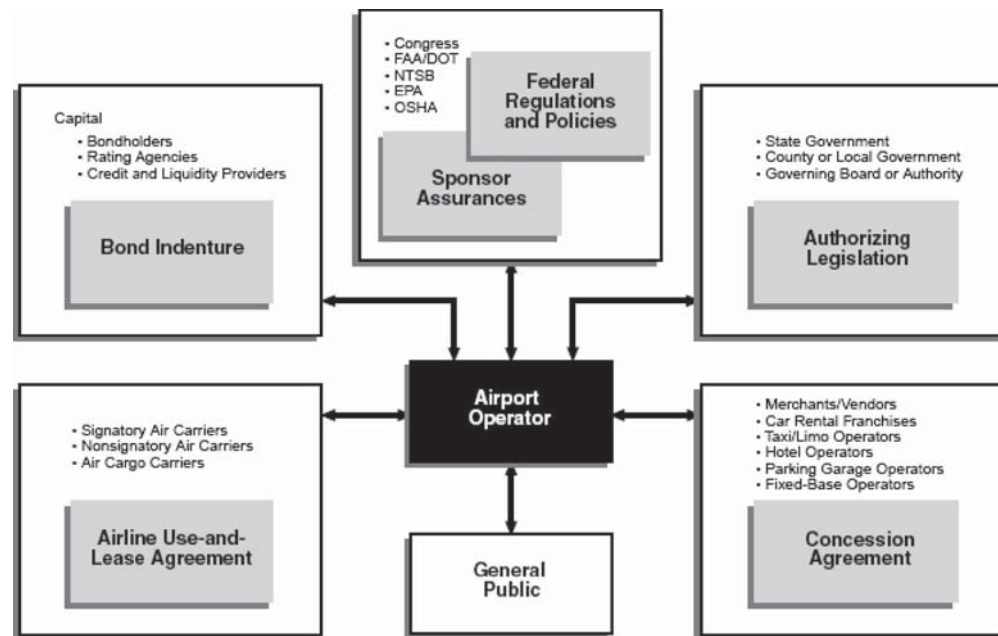 • Congress
• FAA/DOT
• NTSB
• EPA
• OSHA
Federal
Regulations
and Policies
Sponsor
Assurances
Capital
• Bondholders
• Rating Agencies
• Credit and Liquidity Providers
Bond Indenture
• State Government
• County or Local Government
• Governing Board or Authority
Authorizing
Legislation
Airport
Operator
• Signatory Air Carriers
• Nonsignatory Air Carriers
• Air Cargo Carriers
Airline Use-and-
Lease Agreement
General
Public
• Merchants/Vendors
• Car Rental Franchises
• Taxi/Limo Operators
• Hotel Operators
• Parking Garage Operators
• Fixed-Base Operators
Concession
Agreement